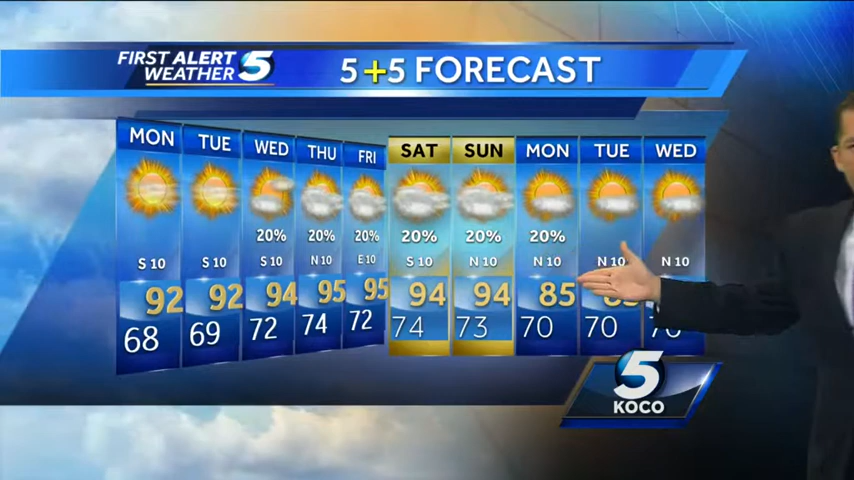 FIRST ALERT 5
WEATHER
5+5 FORECAST
MON TUE WED THU FRI SAT SUN MON TUE WED
20% 20% 20% 20% 20% 20%
S 10 S 10 S 10 N 10 E 10 S 10 N 10 N 10 N 10 N 10
92 92 94 95 95 94 94 85
68 69 72 74 72 74 73 70 70
5
KOCO